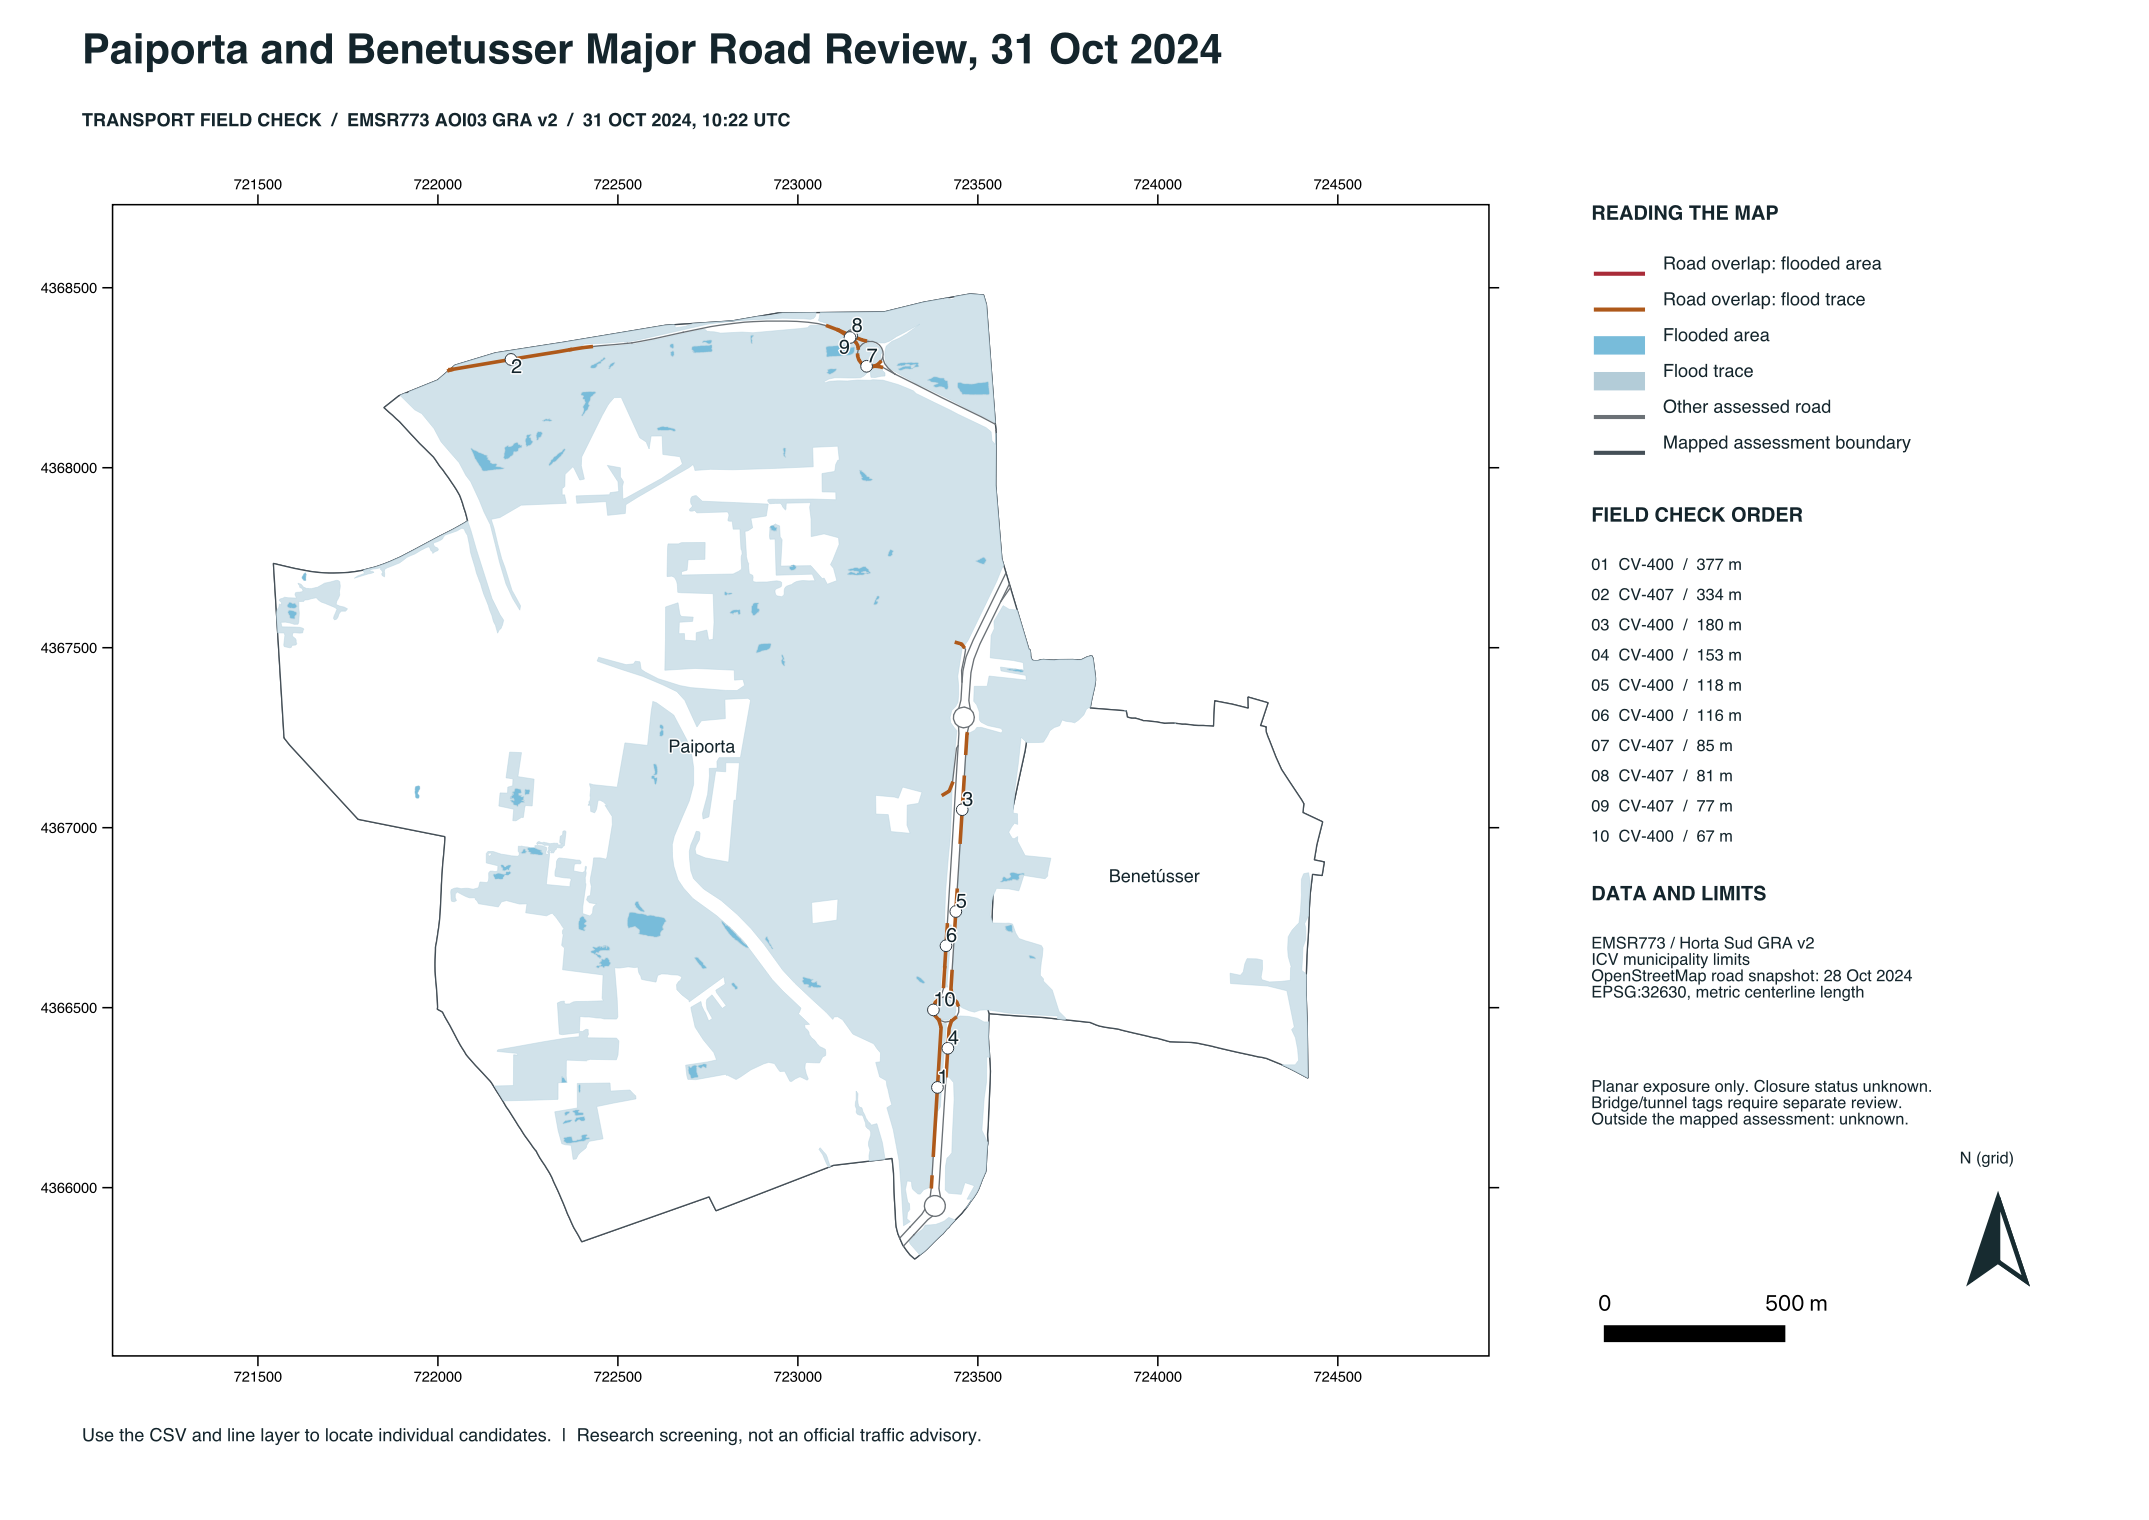 Paiporta and Benetusser Major Road Review, 31 Oct 2024
TRANSPORT FIELD CHECK / EMSR773 AOI03 GRA v2 / 31 OCT 2024, 10:22 UTC
721500 722000 722500 723000 723500 724000 724500
4368500
4368000
4367500
4367000
4366500
4366000
8
9
7
2
Paiporta
3
Benetússer
5
6
10
4
1
721500 722000 722500 723000 723500 724000 724500
READING THE MAP
Road overlap: flooded area
Road overlap: flood trace
Flooded area
Flood trace
Other assessed road
Mapped assessment boundary
FIELD CHECK ORDER
01 CV-400 / 377 m
02 CV-407 / 334 m
03 CV-400 / 180 m
04 CV-400 / 153 m
05 CV-400 / 118 m
06 CV-400 / 116 m
07 CV-407 / 85 m
08 CV-407 / 81 m
09 CV-407 / 77 m
10 CV-400 / 67 m
DATA AND LIMITS
EMSR773 / Horta Sud GRA v2
ICV municipality limits
OpenStreetMap road snapshot: 28 Oct 2024
EPSG:32630, metric centerline length
Planar exposure only. Closure status unknown.
Bridge/tunnel tags require separate review.
Outside the mapped assessment: unknown.
N (grid)
0 500 m
Use the CSV and line layer to locate individual candidates. | Research screening, not an official traffic advisory.